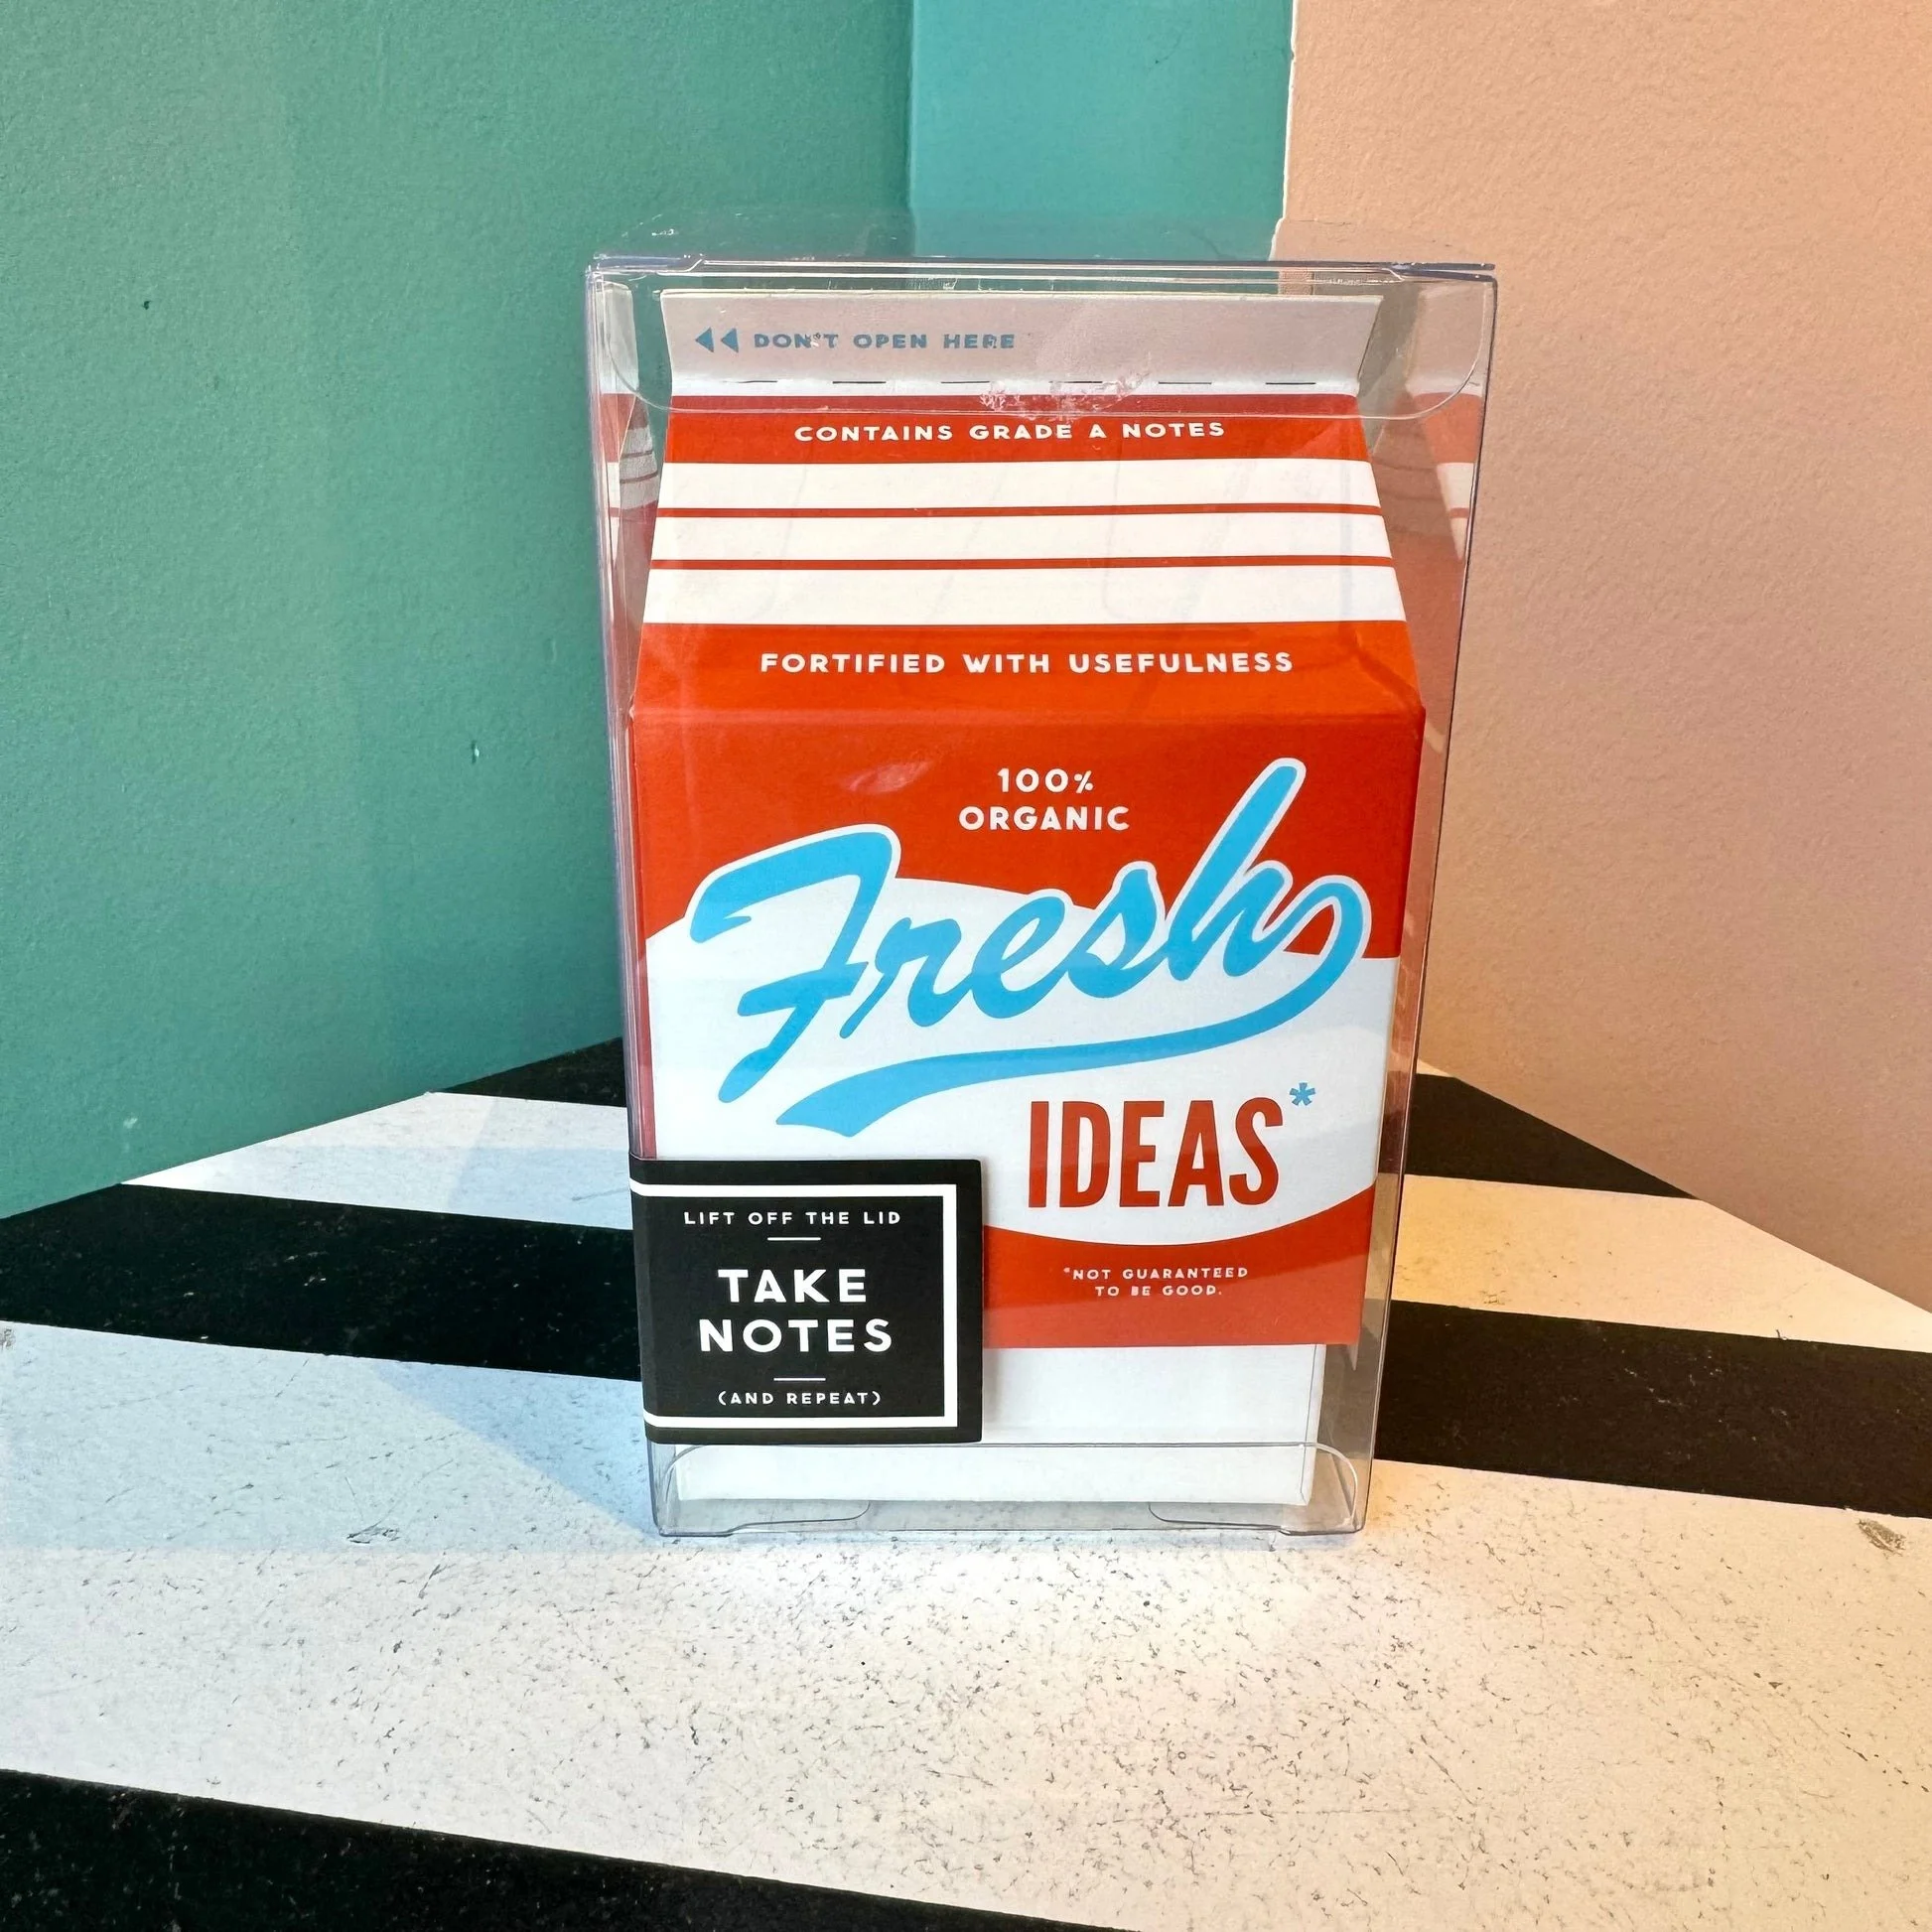 DON'T OPEN HERE
CONTAINS GRADE A NOTES
FORTIFIED WITH USEFULNESS
100%
ORGANIC
Fresh
IDEAS*
*NOT GUARANTEED
TO BE GOOD.
LIFT OFF THE LID
TAKE
NOTES
(AND REPEAT)